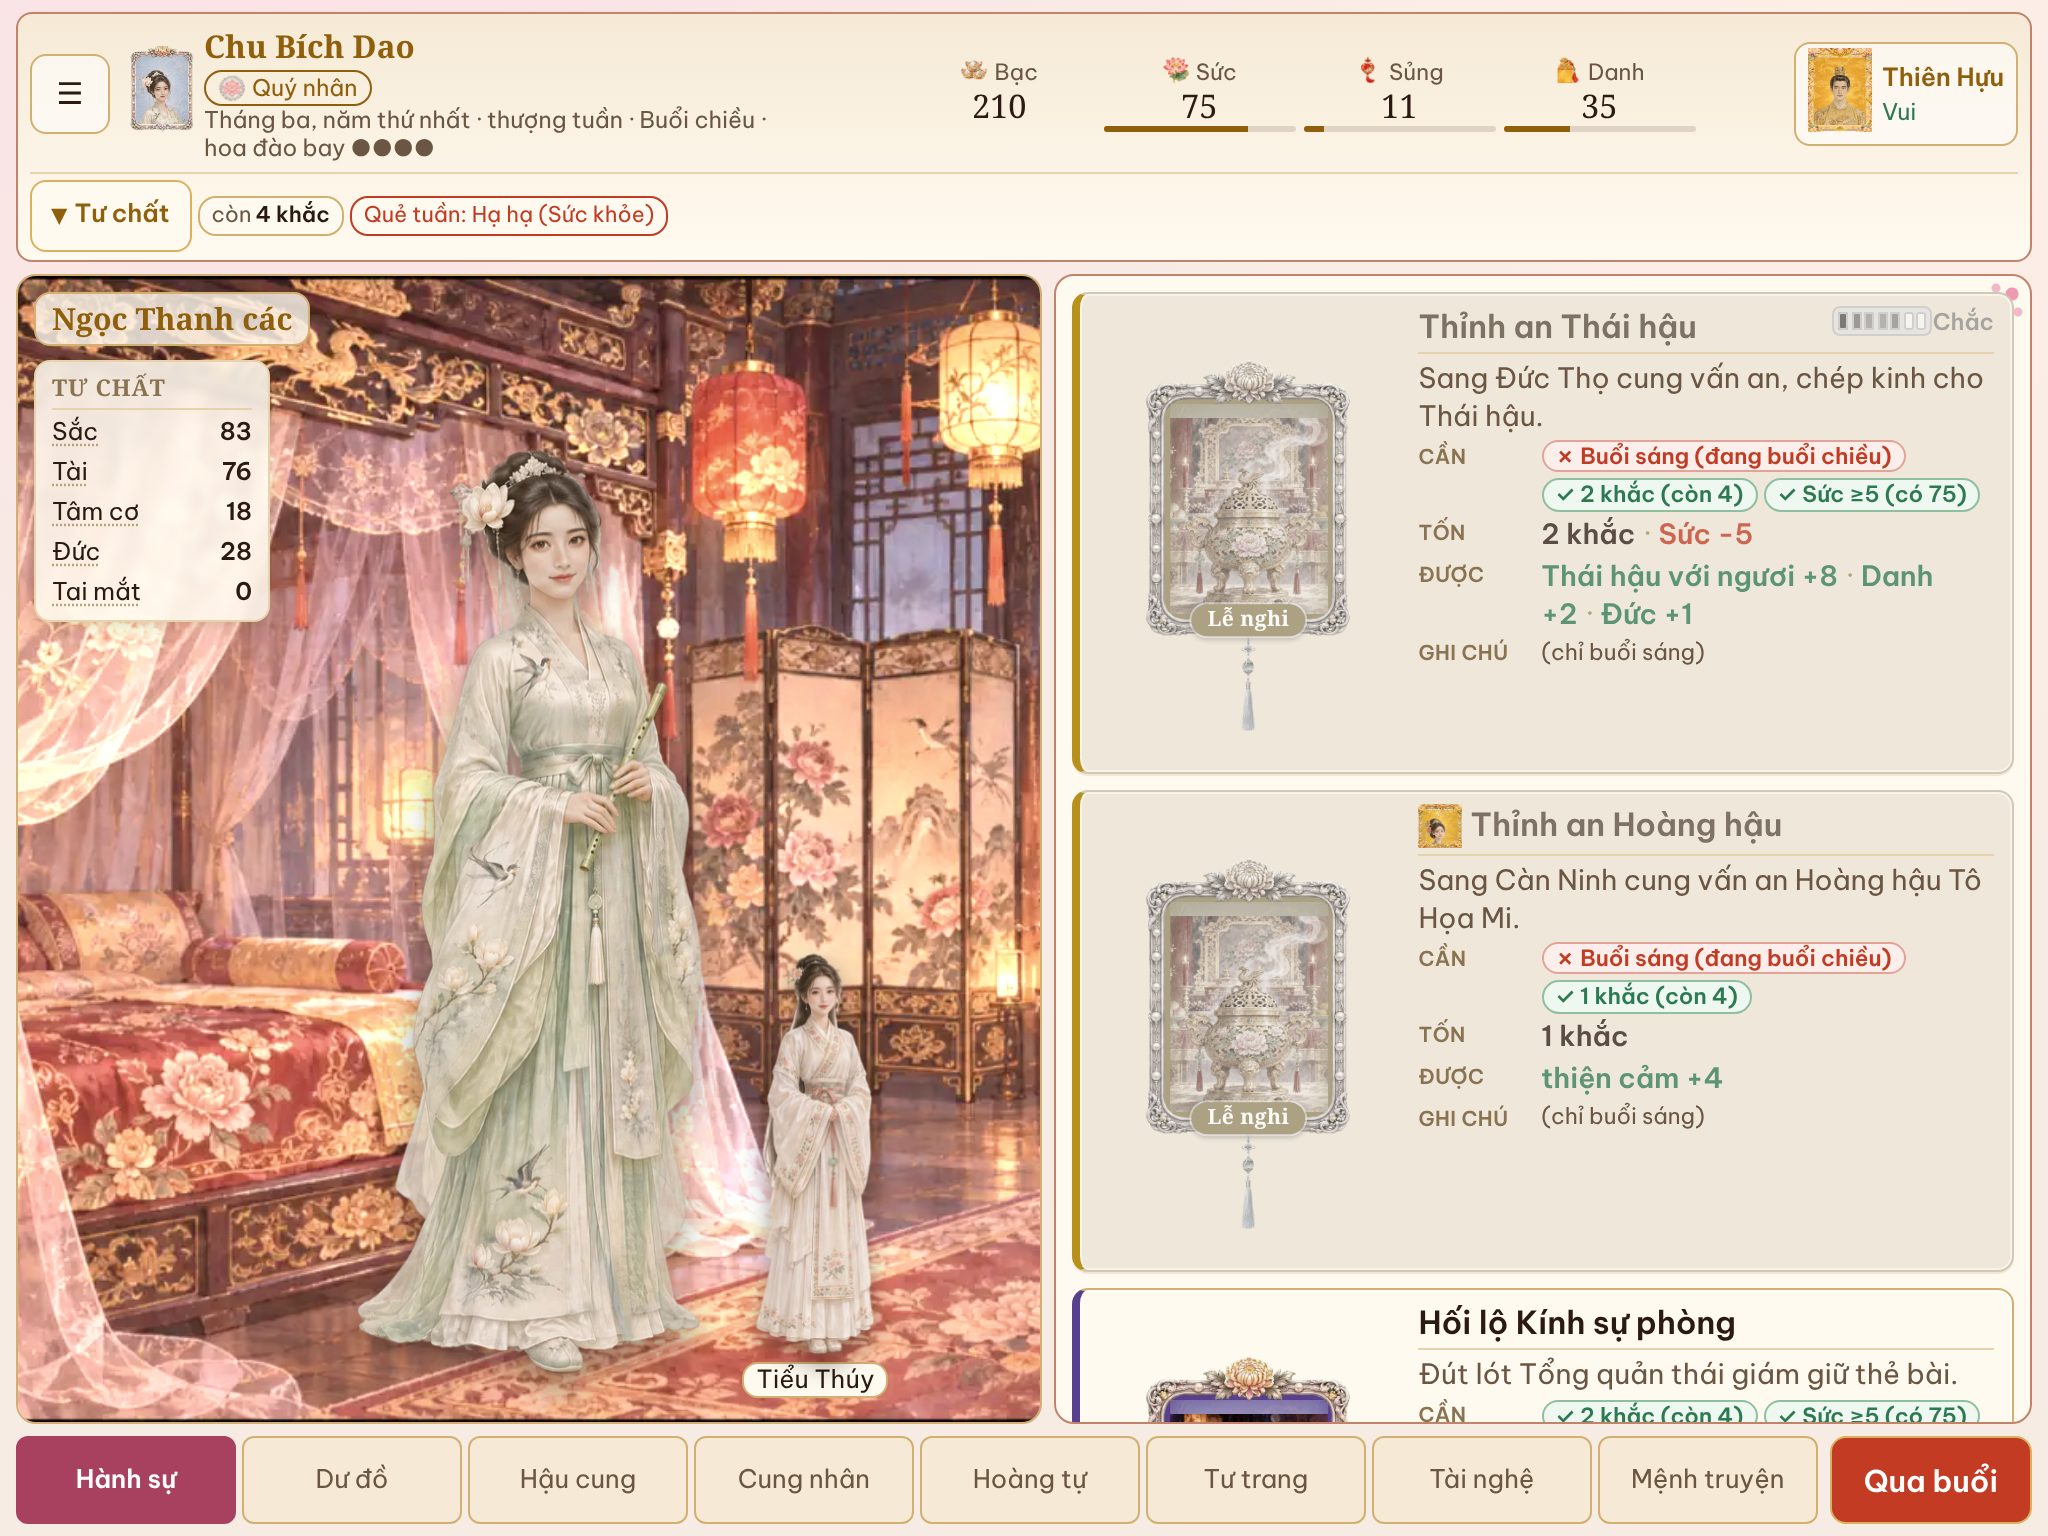 ☰
Chu Bích Dao
Quý nhân
Tháng ba, năm thứ nhất · thượng tuần · Buổi chiều ·
hoa đào bay ●●●●
Bạc
210
Sức
75
Sủng
11
Danh
35
Thiên Hựu
Vui
▼ Tư chất
còn 4 khắc
Quẻ tuần: Hạ hạ (Sức khỏe)
Ngọc Thanh các
TƯ CHẤT
Sắc 83
Tài 76
Tâm cơ 18
Đức 28
Tai mắt 0
Tiểu Thúy
Thỉnh an Thái hậu
Chắc
Sang Đức Thọ cung vấn an, chép kinh cho
Thái hậu.
CẦN × Buổi sáng (đang buổi chiều)
✓ 2 khắc (còn 4) ✓ Sức ≥5 (có 75)
TỐN 2 khắc · Sức -5
ĐƯỢC Thái hậu với ngươi +8 · Danh
+2 · Đức +1
GHI CHÚ (chỉ buổi sáng)
Lễ nghi
Thỉnh an Hoàng hậu
Sang Càn Ninh cung vấn an Hoàng hậu Tô
Họa Mi.
CẦN × Buổi sáng (đang buổi chiều)
✓ 1 khắc (còn 4)
TỐN 1 khắc
ĐƯỢC thiện cảm +4
GHI CHÚ (chỉ buổi sáng)
Lễ nghi
Hối lộ Kính sự phòng
Đút lót Tổng quản thái giám giữ thẻ bài.
CẦN ✓ 2 khắc (còn 4) ✓ Sức ≥5 (có 75)
Hành sự
Dư đồ
Hậu cung
Cung nhân
Hoàng tự
Tư trang
Tài nghệ
Mệnh truyện
Qua buổi